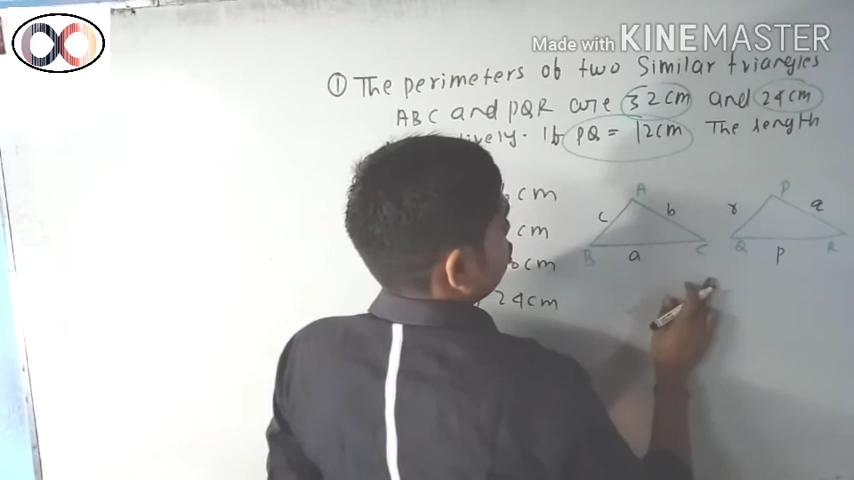 Made with KINEMASTER
① The perimeters of two Similar triangles
ABC and PQR are 32cm and 24cm
If PQ = 12cm The length
cm
cm
cm
24cm
A
c b
B a C
P
r q
Q p R